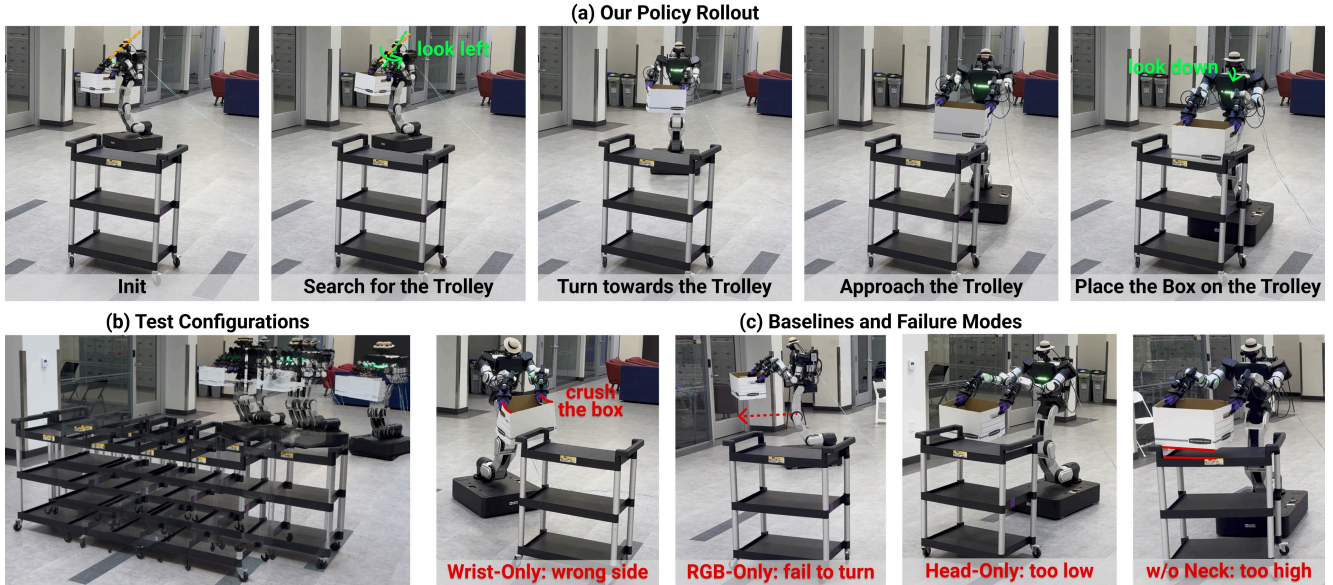 (a) Our Policy Rollout
look left
look down
Init
Search for the Trolley
Turn towards the Trolley
Approach the Trolley
Place the Box on the Trolley
(b) Test Configurations
(c) Baselines and Failure Modes
crush
the box
Wrist-Only: wrong side
RGB-Only: fail to turn
Head-Only: too low
w/o Neck: too high